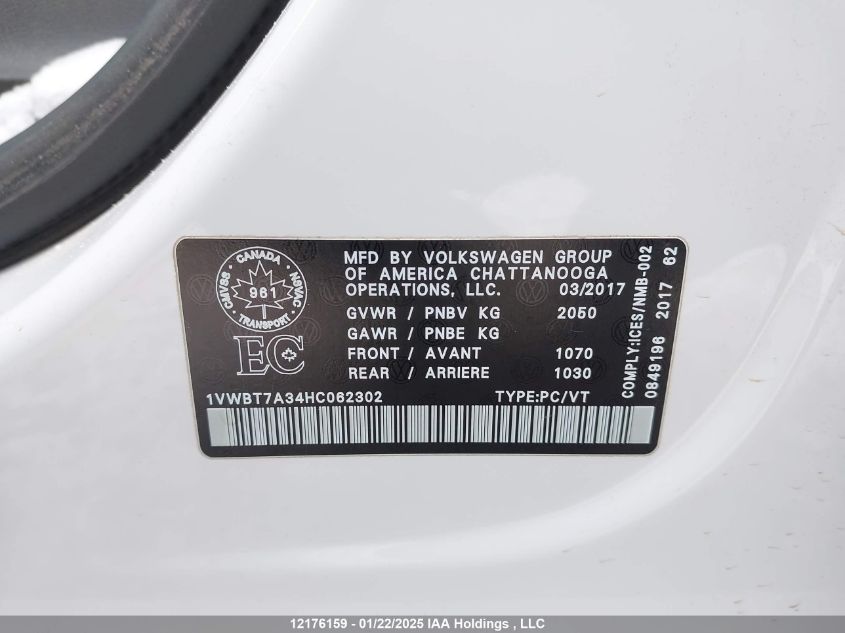 CANADA
CMVSS
NSVAC
961
TRANSPORT
EC
MFD BY VOLKSWAGEN GROUP
OF AMERICA CHATTANOOGA
OPERATIONS, LLC. 03/2017
GVWR / PNBV KG 2050
GAWR / PNBE KG
FRONT / AVANT 1070
REAR / ARRIERE 1030
1VWBT7A34HC062302 TYPE:PC/VT
COMPLY:ICES/NMB-002
0849196 2017 62
12176159 - 01/22/2025 IAA Holdings , LLC